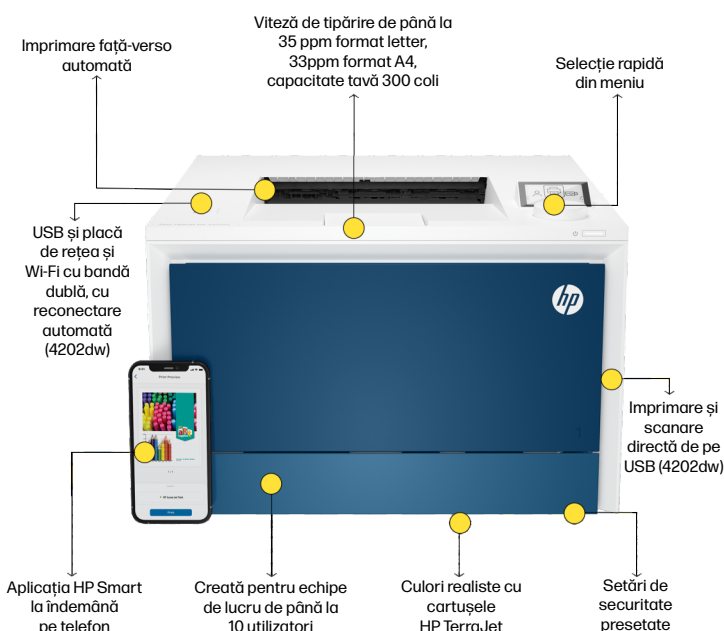 Viteză de tipărire de până la
35 ppm format letter,
33ppm format A4,
capacitate tavă 300 coli
Imprimare față-verso
automată
Selecție rapidă
din meniu
USB și placă
de rețea și
Wi-Fi cu bandă
dublă, cu
reconectare
automată
(4202dw)
hp
Print Preview
Print
Imprimare și
scanare
directă de pe
USB (4202dw)
Aplicația HP Smart
la îndemână
pe telefon
Creată pentru echipe
de lucru de până la
10 utilizatori
Culori realiste cu
cartușele
HP TerraJet
Setări de
securitate
presetate